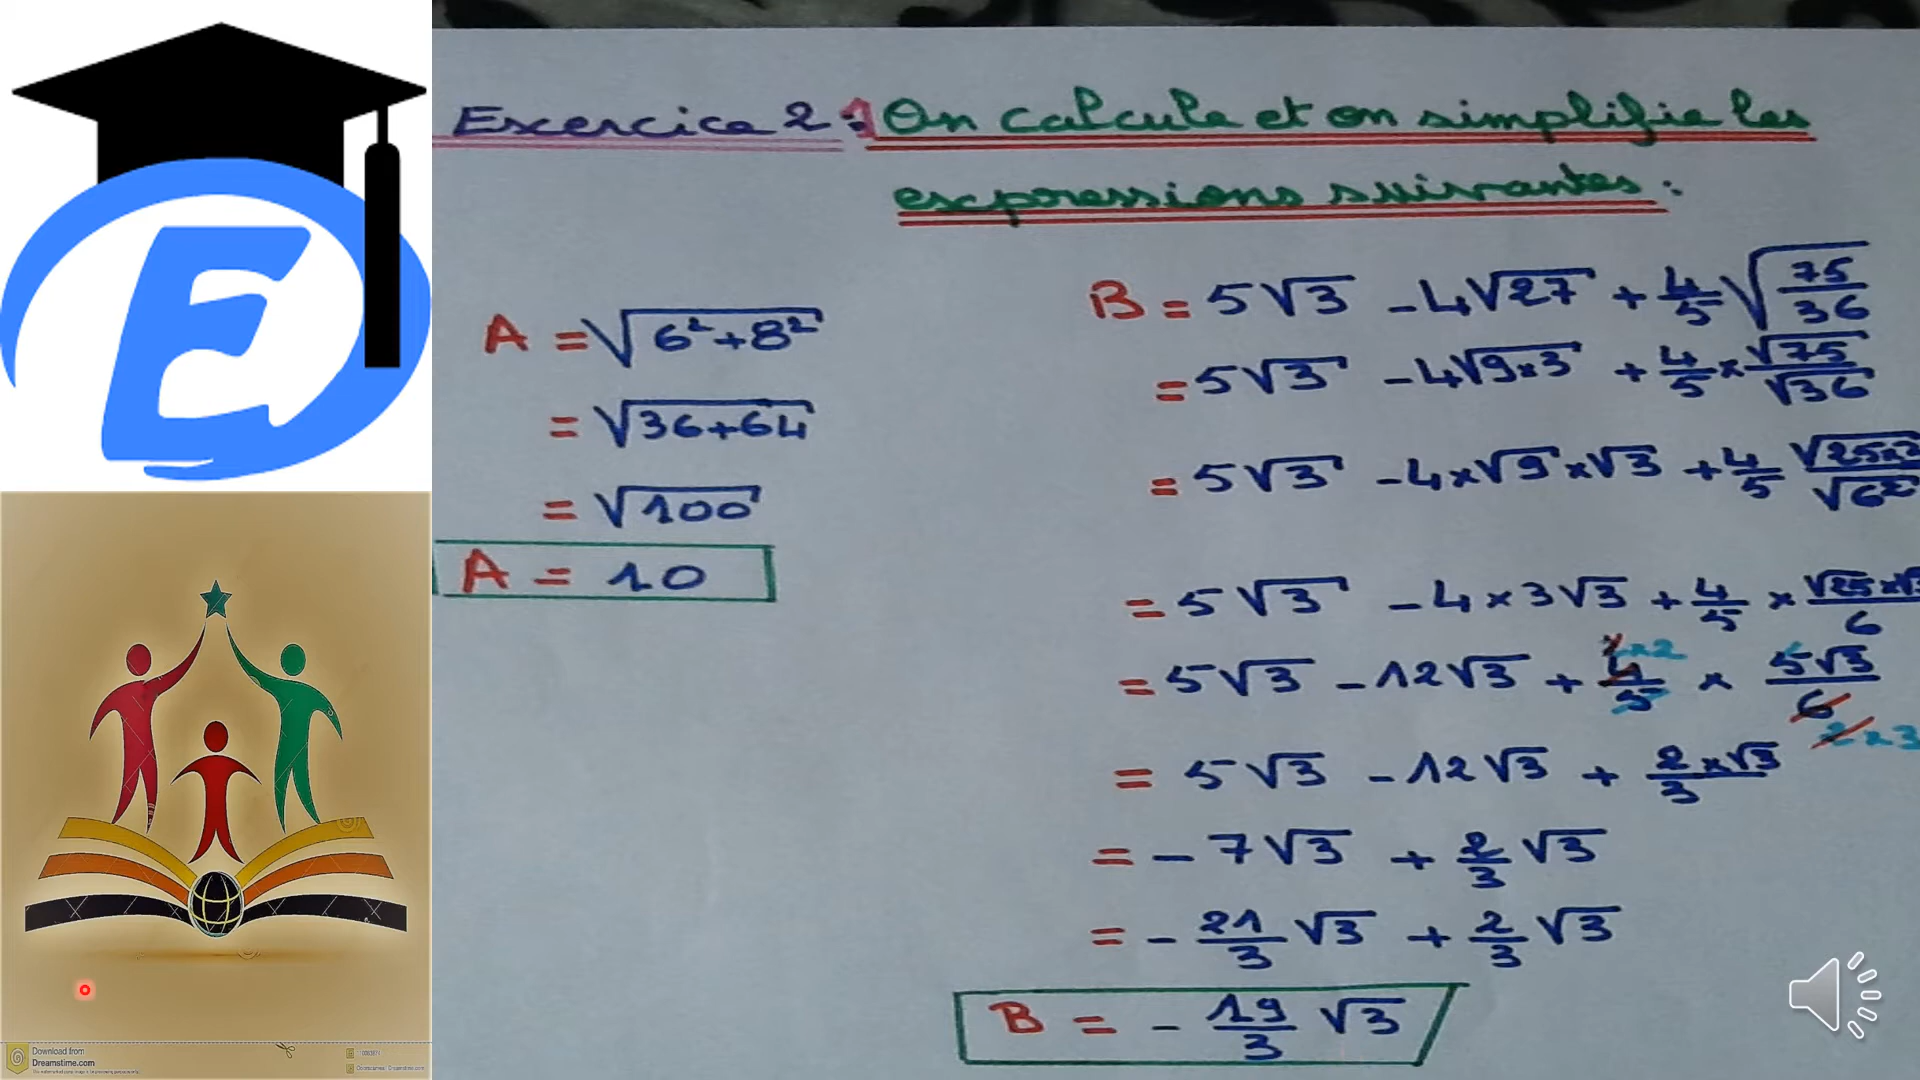 Exercice 2 : On calcule et on simplifie les
expressions suivantes :
A = √(6² + 8²)
= √(36+64)
= √100
A = 10
B = 5√3 - 4√27 + 4/5 √(75/36)
= 5√3 - 4√(9×3) + 4/5 × √75/√36
= 5√3 - 4×√9×√3 + 4/5 √(25×3)/√6²
= 5√3 - 4×3√3 + 4/5 × √25×√3/6
= 5√3 - 12√3 + 4/5 × 5√3/6
2×2
2×3
= 5√3 - 12√3 + 2×√3/3
= - 7√3 + 2/3 √3
= - 21/3 √3 + 2/3 √3
B = - 19/3 √3
E
Download from
Dreamstime.com